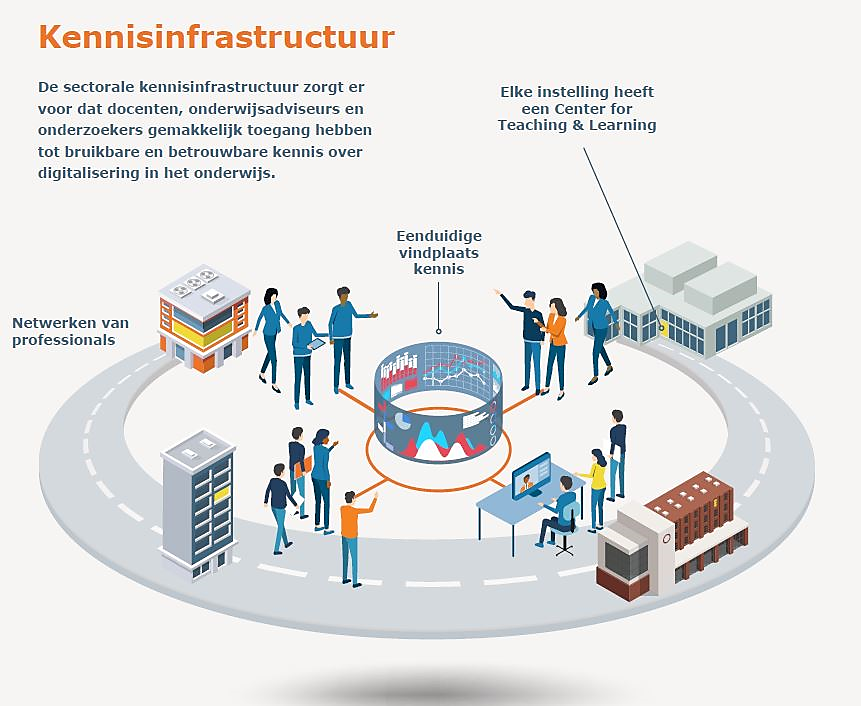 Kennisinfrastructuur
De sectorale kennisinfrastructuur zorgt er
voor dat docenten, onderwijsadviseurs en
onderzoekers gemakkelijk toegang hebben
tot bruikbare en betrouwbare kennis over
digitalisering in het onderwijs.
Elke instelling heeft
een Center for
Teaching & Learning
Eenduidige
vindplaats
kennis
Netwerken van
professionals